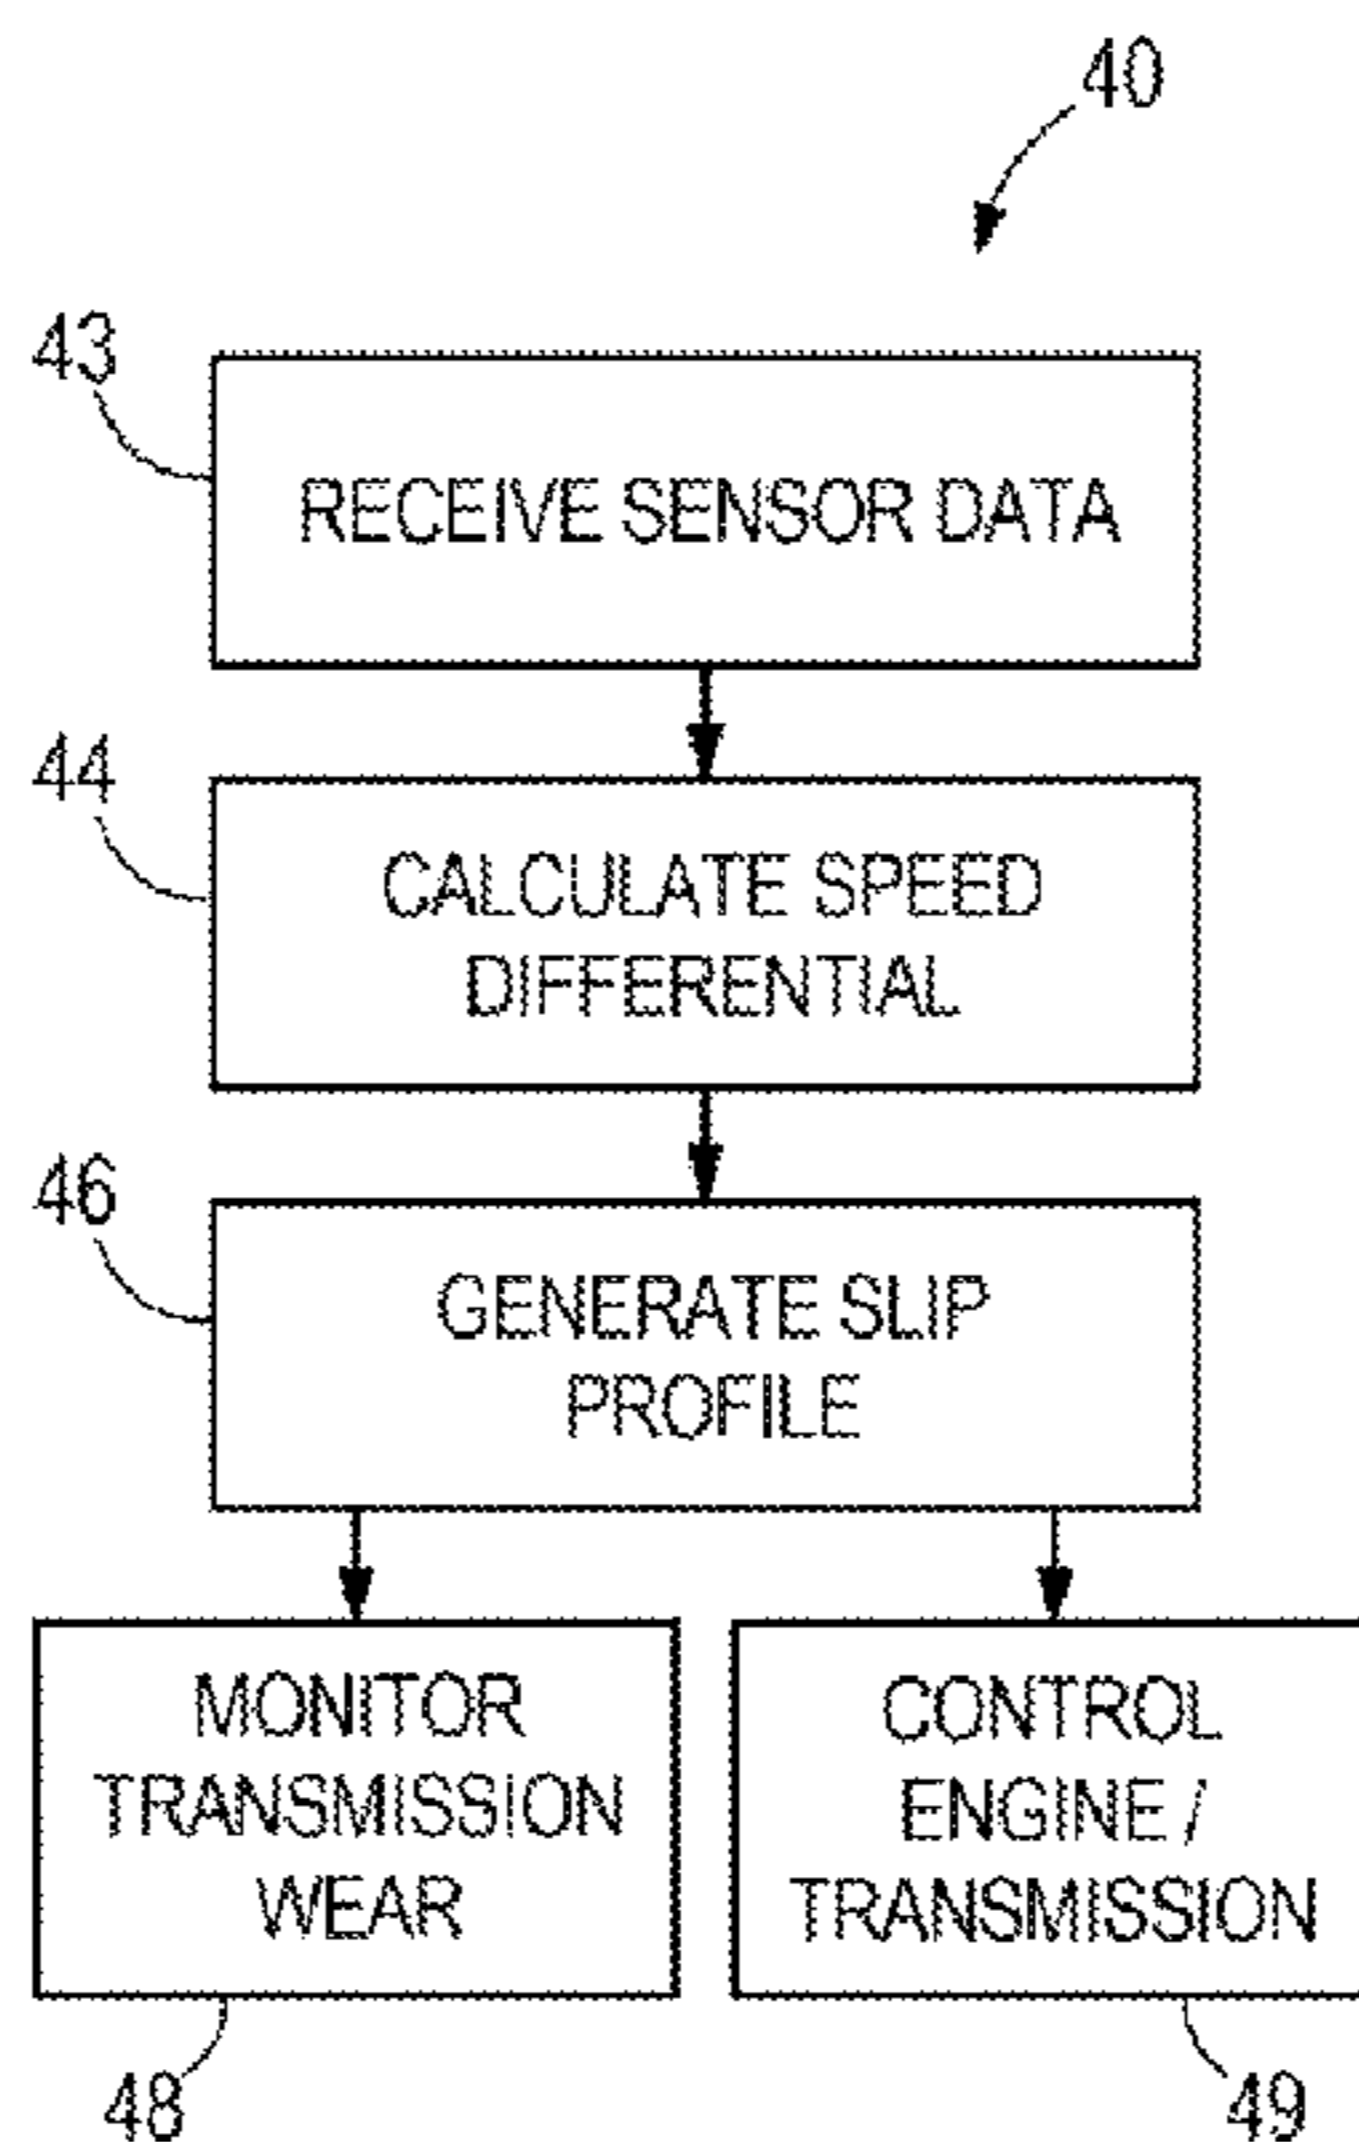 40
43
RECEIVE SENSOR DATA
44
CALCULATE SPEED
DIFFERENTIAL
46
GENERATE SLIP
PROFILE
MONITOR
TRANSMISSION
WEAR
CONTROL
ENGINE /
TRANSMISSION
48
49